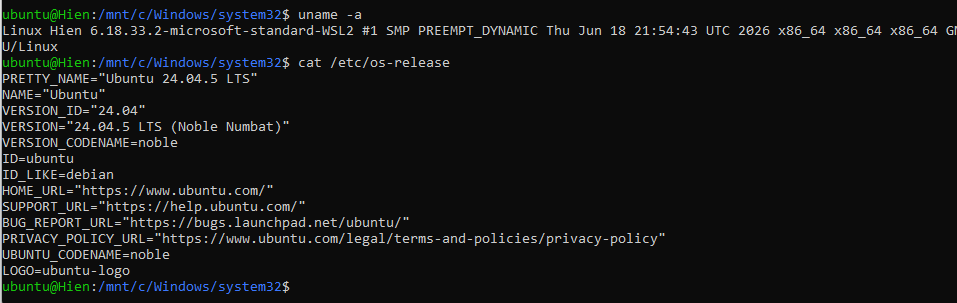 ubuntu@Hien:/mnt/c/Windows/system32$ uname -a
Linux Hien 6.18.33.2-microsoft-standard-WSL2 #1 SMP PREEMPT_DYNAMIC Thu Jun 18 21:54:43 UTC 2026 x86_64 x86_64 x86_64 GN
U/Linux
ubuntu@Hien:/mnt/c/Windows/system32$ cat /etc/os-release
PRETTY_NAME="Ubuntu 24.04.5 LTS"
NAME="Ubuntu"
VERSION_ID="24.04"
VERSION="24.04.5 LTS (Noble Numbat)"
VERSION_CODENAME=noble
ID=ubuntu
ID_LIKE=debian
HOME_URL="https://www.ubuntu.com/"
SUPPORT_URL="https://help.ubuntu.com/"
BUG_REPORT_URL="https://bugs.launchpad.net/ubuntu/"
PRIVACY_POLICY_URL="https://www.ubuntu.com/legal/terms-and-policies/privacy-policy"
UBUNTU_CODENAME=noble
LOGO=ubuntu-logo
ubuntu@Hien:/mnt/c/Windows/system32$